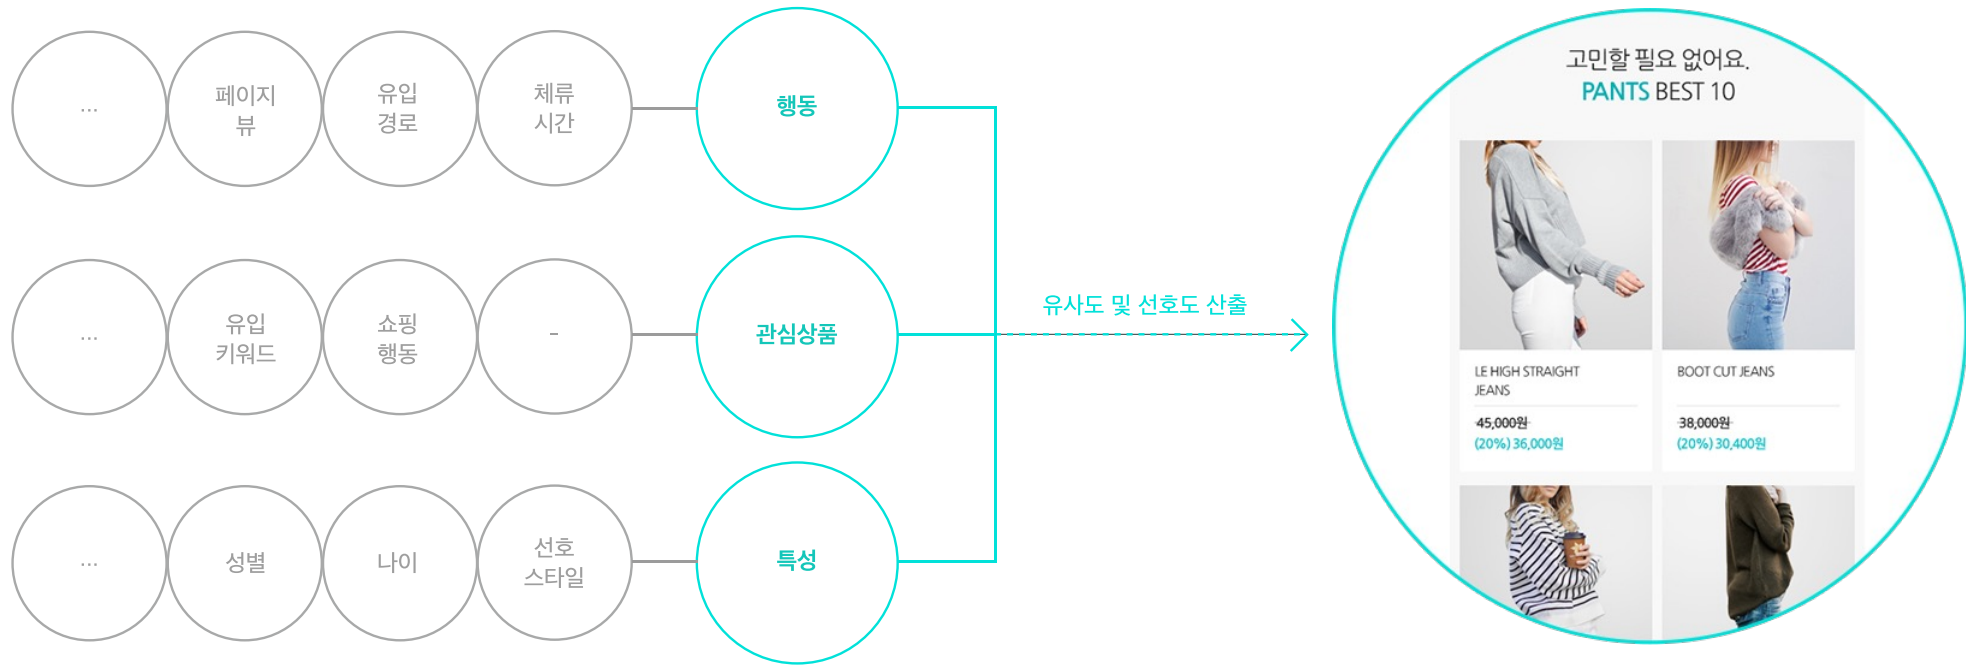 ...
페이지
뷰
유입
경로
체류
시간
행동
...
유입
키워드
쇼핑
행동
-
관심상품
...
성별
나이
선호
스타일
특성
유사도 및 선호도 산출
고민할 필요 없어요.
PANTS BEST 10
LE HIGH STRAIGHT
JEANS
45,000원
(20%) 36,000원
BOOT CUT JEANS
38,000원
(20%) 30,400원